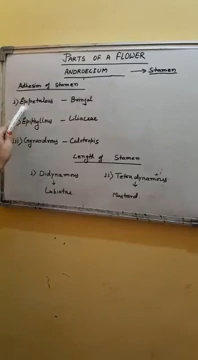 PARTS OF A FLOWER
ANDROECIUM → Stamen
Adhesion of Stamen
i) Epipetalous - Brinjal
) Epiphyllous - Liliaceae
iii) Gynandrous - Calotropis
Length of Stamen
i) Didynamous ii) Tetradynamous
↓ ↓
Labiatae Mustard